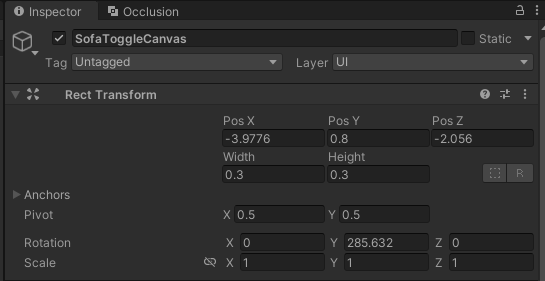 Inspector Occlusion
SofaToggleCanvas Static
Tag Untagged Layer UI
Rect Transform
Pos X Pos Y Pos Z
-3.9776 0.8 -2.056
Width Height
0.3 0.3
R
Anchors
Pivot X 0.5 Y 0.5
Rotation X 0 Y 285.632 Z 0
Scale X 1 Y 1 Z 1